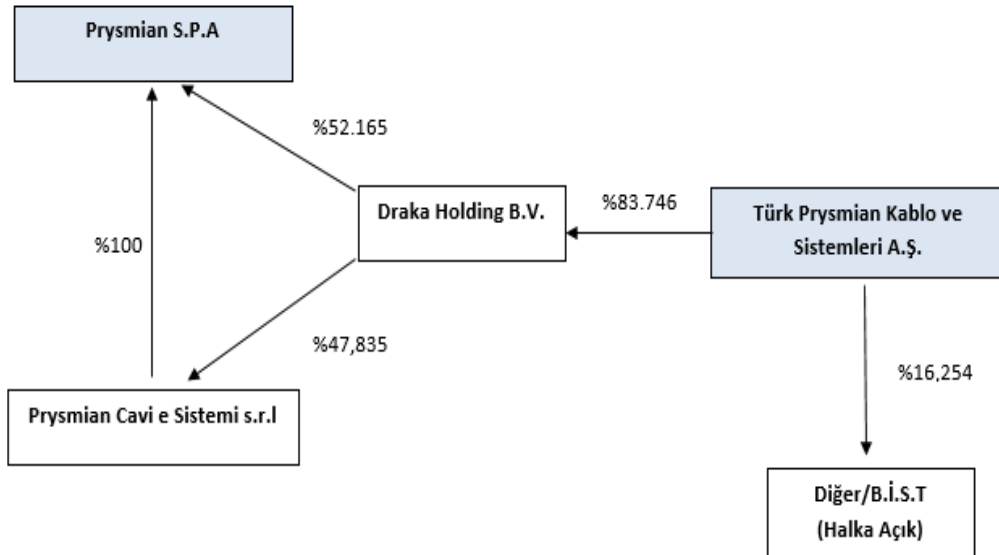 Prysmian S.P.A
%52.165
%83.746
Draka Holding B.V.
Türk Prysmian Kablo ve
Sistemleri A.Ş.
%100
%47,835
%16,254
Prysmian Cavi e Sistemi s.r.l
Diğer/B.İ.S.T
(Halka Açık)